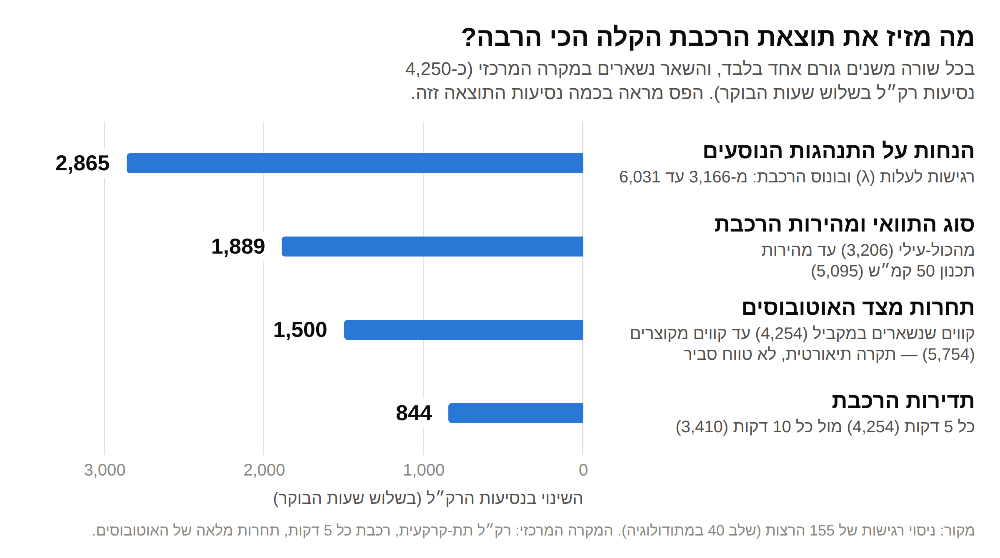 מה מזיז את תוצאת הרכבת הקלה הכי הרבה?
בכל שורה משנים גורם אחד בלבד, והשאר נשארים במקרה המרכזי (כ-4,250
נסיעות רק״ל בשלוש שעות הבוקר). הפס מראה בכמה נסיעות התוצאה זזה.
הנחות על התנהגות הנוסעים
רגישות לעלות (λ) ובונוס הרכבת: מ-3,166 עד 6,031
2,865
סוג התוואי ומהירות הרכבת
מהכול-עילי (3,206) עד מהירות
תכנון 50 קמ״ש (5,095)
1,889
תחרות מצד האוטובוסים
קווים שנשארים במקביל (4,254) עד קווים מקוצרים
(5,754) — תקרה תיאורטית, לא טווח סביר
1,500
תדירות הרכבת
כל 5 דקות (4,254) מול כל 10 דקות (3,410)
844
0
1,000
2,000
3,000
השינוי בנסיעות הרק״ל (בשלוש שעות הבוקר)
מקור: ניסוי רגישות של 155 הרצות (שלב 40 במתודולוגיה). המקרה המרכזי: רק״ל תת-קרקעית, רכבת כל 5 דקות, תחרות מלאה של האוטובוסים.